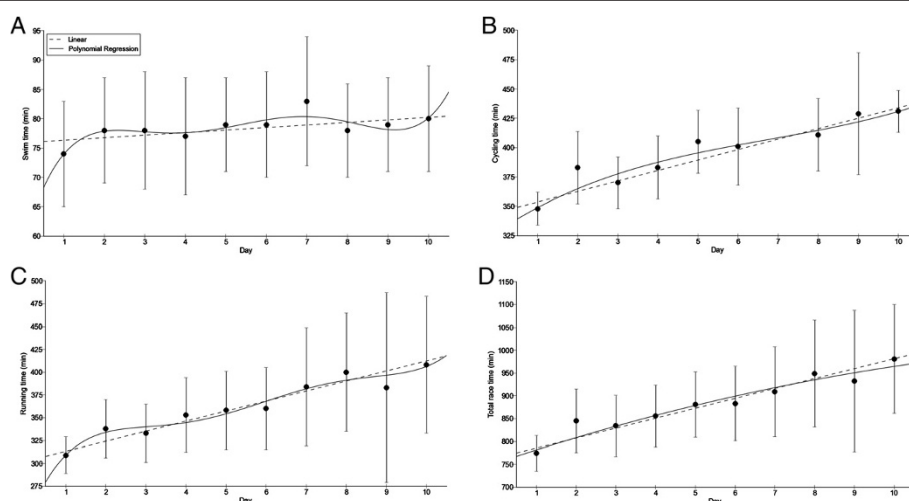 A
Linear
Polynomial Regression
95
90
85
80
75
70
65
60
Swim time (min)
1 2 3 4 5 6 7 8 9 10
Day
B
450
425
400
375
350
325
Cycling time (min)
1 2 3 4 5 6 7 8 9 10
Day
C
500
475
450
425
400
375
350
325
300
275
Running time (min)
1 2 3 4 5 6 7 8 9 10
Day
D
1150
1100
1050
1000
950
900
850
800
750
700
Total race time (min)
1 2 3 4 5 6 7 8 9 10
Day